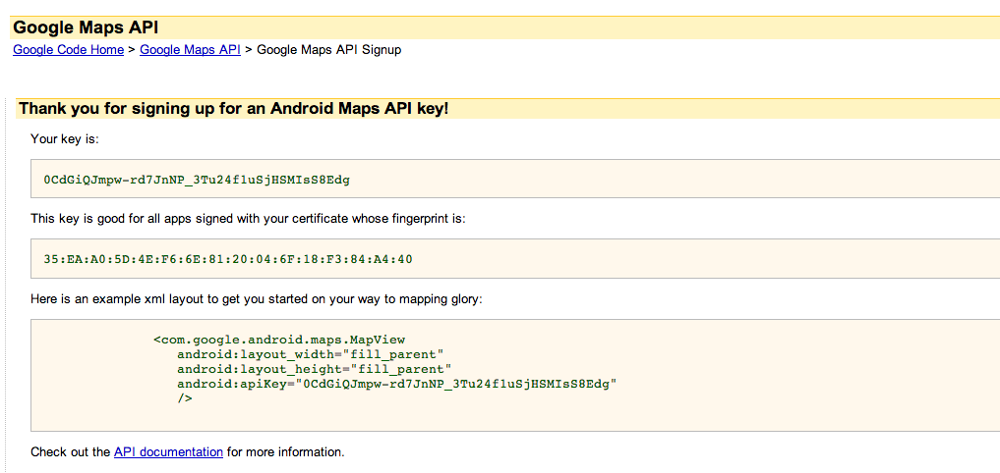 Google Maps API
Google Code Home > Google Maps API > Google Maps API Signup
Thank you for signing up for an Android Maps API key!
Your key is:
0CdGiQJmpw-rd7JnNP_3Tu24f1uSjHSMIsS8Edg
This key is good for all apps signed with your certificate whose fingerprint is:
35:EA:A0:5D:4E:F6:6E:81:20:04:6F:18:F3:84:A4:40
Here is an example xml layout to get you started on your way to mapping glory:
<com.google.android.maps.MapView
android:layout_width="fill_parent"
android:layout_height="fill_parent"
android:apiKey="0CdGiQJmpw-rd7JnNP_3Tu24f1uSjHSMIsS8Edg"
/>
Check out the API documentation for more information.